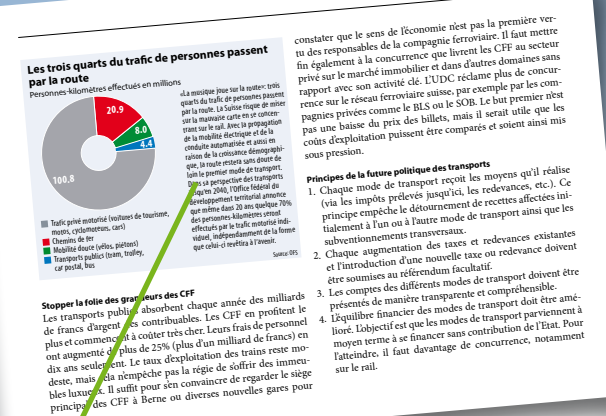 Les trois quarts du trafic de personnes passent
par la route
Personnes-kilomètres effectués en millions
20.9
8.0
4.4
100.8
Trafic privé motorisé (voitures de tourisme,
motos, cyclomoteurs, cars)
Chemins de fer
Mobilité douce (vélos, piétons)
Transports publics (tram, trolley,
car postal, bus
«La musique joue sur la route»: trois
quarts du trafic de personnes passent
par la route. La Suisse risque de miser
sur la mauvaise carte en se concen-
trant sur le rail. Avec la propagation
de la mobilité électrique et de la
conduite automatisée et aussi en
raison de la croissance démographi-
que, la route restera sans doute de
loin le premier mode de transport.
Dans sa perspective des transports
jusqu'en 2040, l'Office fédéral du
développement territorial annonce
que même dans 20 ans quelque 70%
des personnes-kilomètres seront
effectués par le trafic motorisé indi-
viduel, indépendamment de la forme
que celui-ci revêtira à l'avenir.
Source: OFS
Stopper la folie des grandeurs des CFF
Les transports publics absorbent chaque année des milliards
de francs d'argent des contribuables. Les CFF en profitent le
plus et commencent à coûter très cher. Leurs frais de personnel
ont augmenté de plus de 25% (plus d'un milliard de francs) en
dix ans seulement. Le taux d'exploitation des trains reste mo-
deste, mais cela n'empêche pas la régie de s'offrir des immeu-
bles luxueux. Il suffit pour s'en convaincre de regarder le siège
principal des CFF à Berne ou diverses nouvelles gares pour
constater que le sens de l'économie n'est pas la première ver-
tu des responsables de la compagnie ferroviaire. Il faut mettre
fin également à la concurrence que livrent les CFF au secteur
privé sur le marché immobilier et dans d'autres domaines sans
rapport avec son activité clé. L'UDC réclame plus de concur-
rence sur le réseau ferroviaire suisse, par exemple par les com-
pagnies privées comme le BLS ou le SOB. Le but premier n'est
pas une baisse du prix des billets, mais il serait utile que les
coûts d'exploitation puissent être comparés et soient ainsi mis
sous pression.
Principes de la future politique des transports
1. Chaque mode de transport reçoit les moyens qu'il réalise
(via les impôts prélevés jusqu'ici, les redevances, etc.). Ce
principe empêche le détournement de recettes affectées ini-
tialement à l'un ou à l'autre mode de transport ainsi que les
subventionnements transversaux.
2. Chaque augmentation des taxes et redevances existantes
et l'introduction d'une nouvelle taxe ou redevance doivent
être soumises au référendum facultatif.
3. Les comptes des différents modes de transport doivent être
présentés de manière transparente et compréhensible.
4. L'équilibre financier des modes de transport doit être amé-
lioré. L'objectif est que les modes de transport parviennent à
moyen terme à se financer sans contribution de l'Etat. Pour
l'atteindre, il faut davantage de concurrence, notamment
sur le rail.